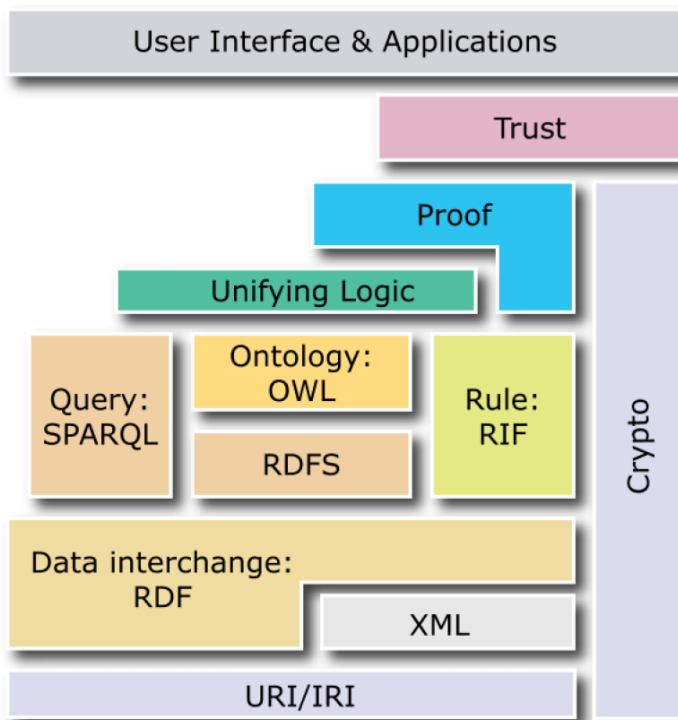 User Interface & Applications
Trust
Proof
Unifying Logic
Query:
SPARQL
Ontology:
OWL
RDFS
Rule:
RIF
Crypto
Data interchange:
RDF
XML
URI/IRI